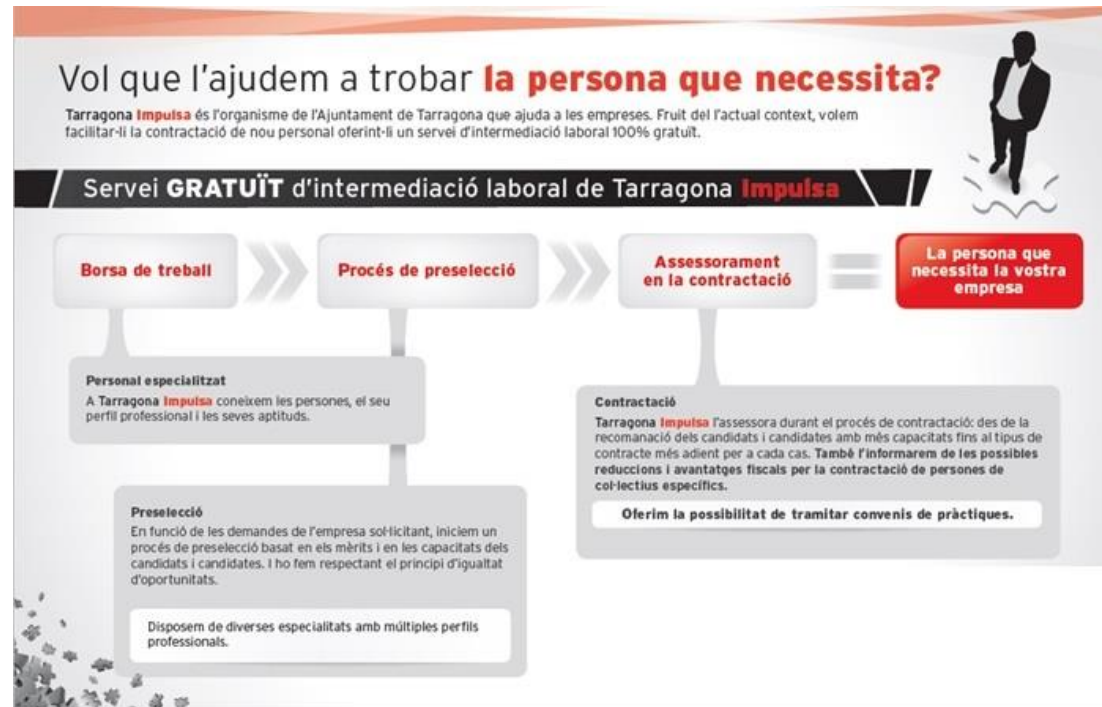 Vol que l'ajudem a trobar la persona que necessita?
Tarragona Impulsa és l'organisme de l'Ajuntament de Tarragona que ajuda a les empreses. Fruit del l'actual context, volem
facilitar-li la contractació de nou personal oferint-li un servei d'intermediació laboral 100% gratuït.
Servei GRATUÏT d'intermediació laboral de Tarragona Impulsa
Borsa de treball
Procés de preselecció
Assessorament
en la contractació
La persona que
necessita la vostra
empresa
Personal especialitzat
A Tarragona Impulsa coneixem les persones, el seu
perfil professional i les seves aptituds.
Preselecció
En funció de les demandes de l'empresa sol·licitant, iniciem un
procés de preselecció basat en els mèrits i en les capacitats dels
candidats i candidates. I ho fem respectant el principi d'igualtat
d'oportunitats.
Disposem de diverses especialitats amb múltiples perfils
professionals.
Contractació
Tarragona Impulsa l'assessora durant el procés de contractació: des de la
recomanació dels candidats i candidates amb més capacitats fins al tipus de
contracte més adient per a cada cas. També l'informarem de les possibles
reduccions i avantatges fiscals per la contractació de persones de
col·lectius específics.
Oferim la possibilitat de tramitar convenis de pràctiques.